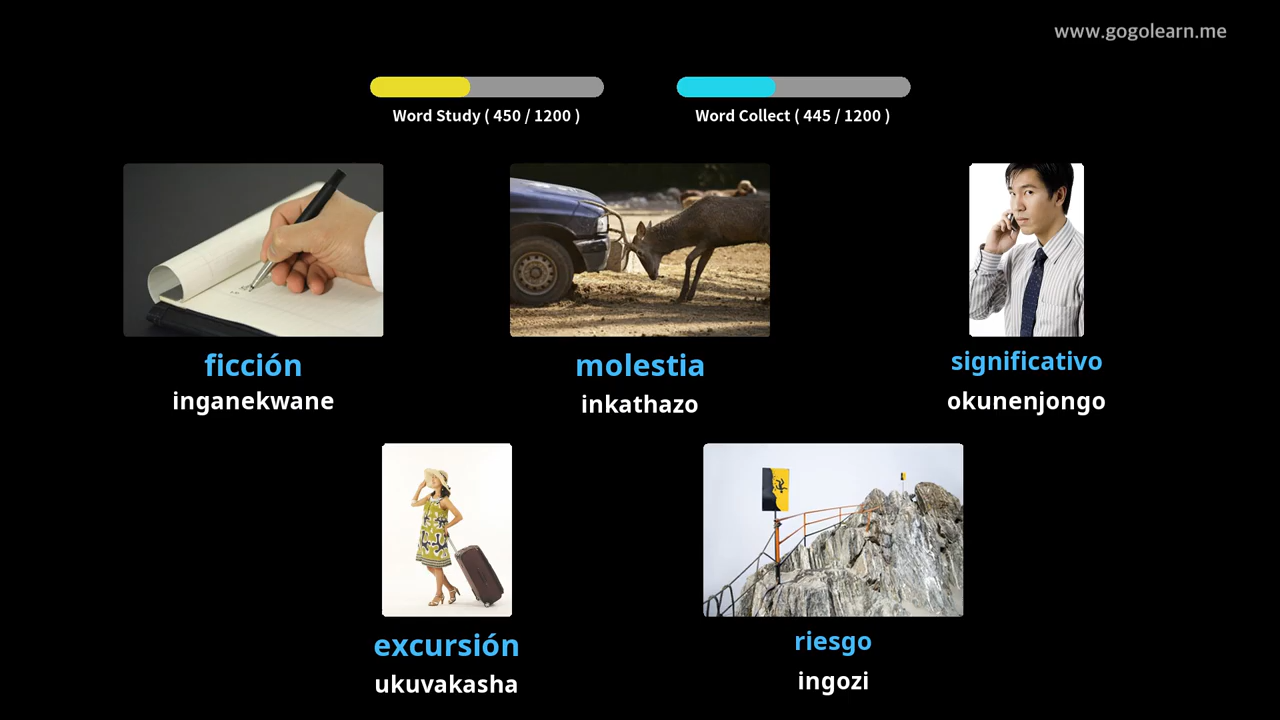 www.gogolearn.me
Word Study ( 450 / 1200 )
Word Collect ( 445 / 1200 )
ficción
inganekwane
molestia
inkathazo
significativo
okunenjongo
excursión
ukuvakasha
riesgo
ingozi